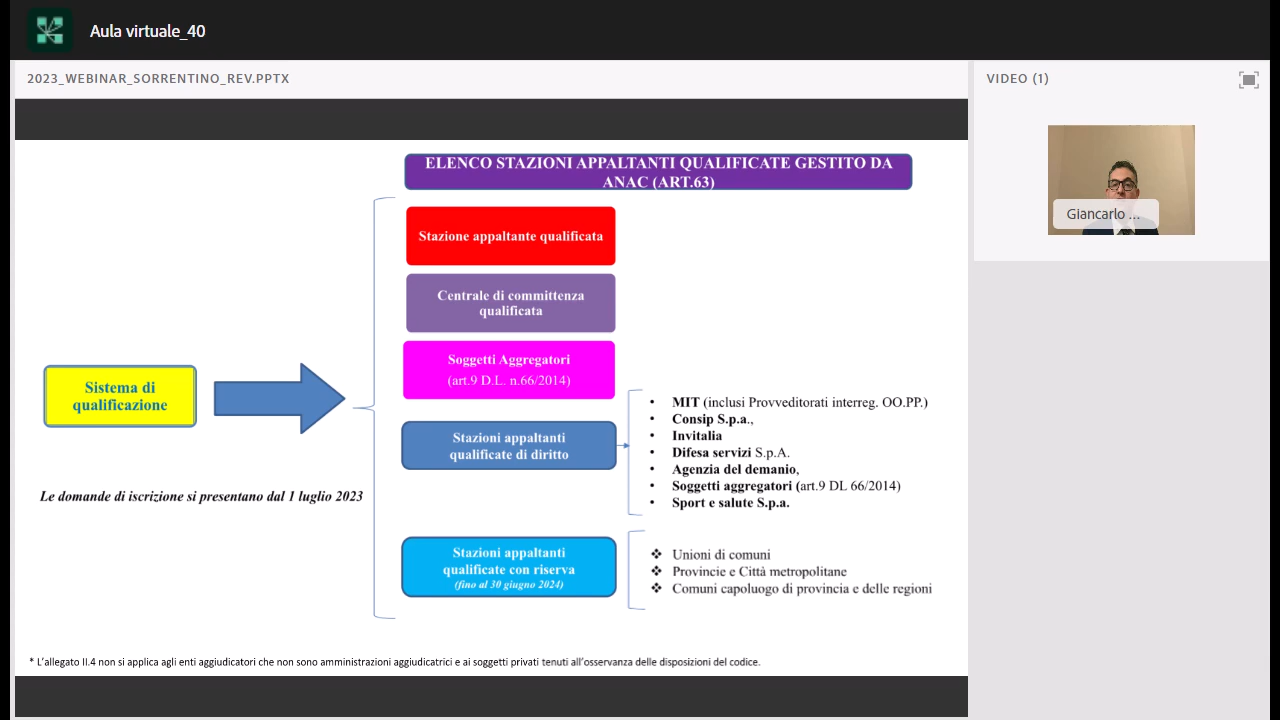 Aula virtuale_40
2023_WEBINAR_SORRENTINO_REV.PPTX
VIDEO (1)
ELENCO STAZIONI APPALTANTI QUALIFICATE GESTITO DA
ANAC (ART.63)
Stazione appaltante qualificata
Giancarlo ...
Centrale di committenza
qualificata
Soggetti Aggregatori
(art.9 D.L. n.66/2014)
Sistema di
qualificazione
Stazioni appaltanti
qualificate di diritto
• MIT (inclusi Provveditorati interreg. OO.PP.)
• Consip S.p.a.,
• Invitalia
• Difesa servizi S.p.A.
• Agenzia del demanio,
• Soggetti aggregatori (art.9 DL 66/2014)
• Sport e salute S.p.a.
Le domande di iscrizione si presentano dal 1 luglio 2023
Stazioni appaltanti
qualificate con riserva
(fino al 30 giugno 2024)
❖ Unioni di comuni
❖ Provincie e Città metropolitane
❖ Comuni capoluogo di provincia e delle regioni
* L'allegato II.4 non si applica agli enti aggiudicatori che non sono amministrazioni aggiudicatrici e ai soggetti privati tenuti all'osservanza delle disposizioni del codice.